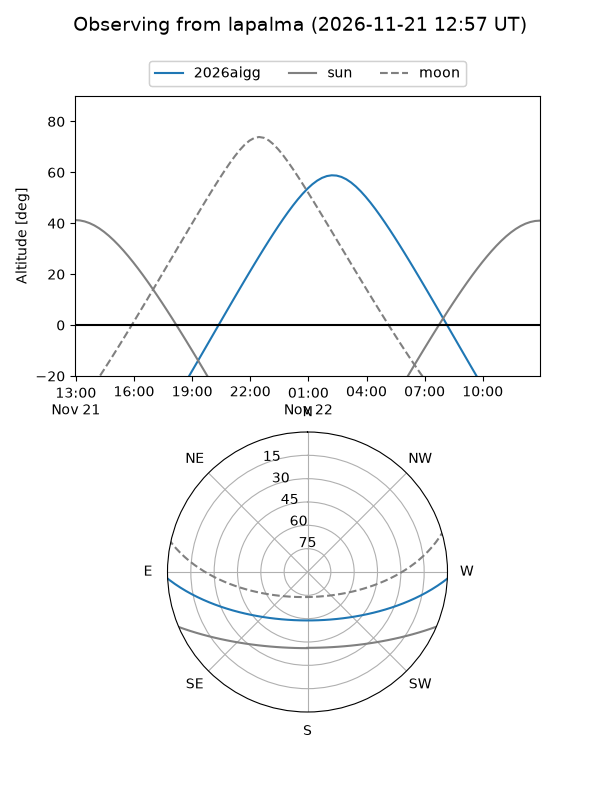 Observing from lapalma (2026-11-21 12:57 UT)
2026aigg sun moon
Altitude [deg]
80
60
40
20
0
−20
13:00 16:00 19:00 22:00 01:00 04:00 07:00 10:00
Nov 21 Nov 22
N
NE NW
15
30
45
60
75
E W
SE SW
S